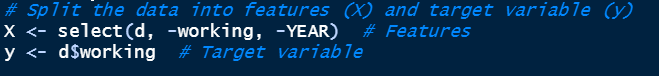 # Split the data into features (X) and target variable (y)
X <- select(d, -working, -YEAR)  # Features
y <- d$working  # Target variable